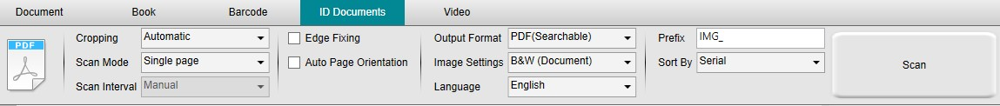 Document Book Barcode ID Documents Video
PDF Cropping Automatic Edge Fixing Output Format PDF(Searchable) Prefix IMG_
Scan Mode Single page Auto Page Orientation Image Settings B&W (Document) Sort By Serial Scan
Scan Interval Manual Language English